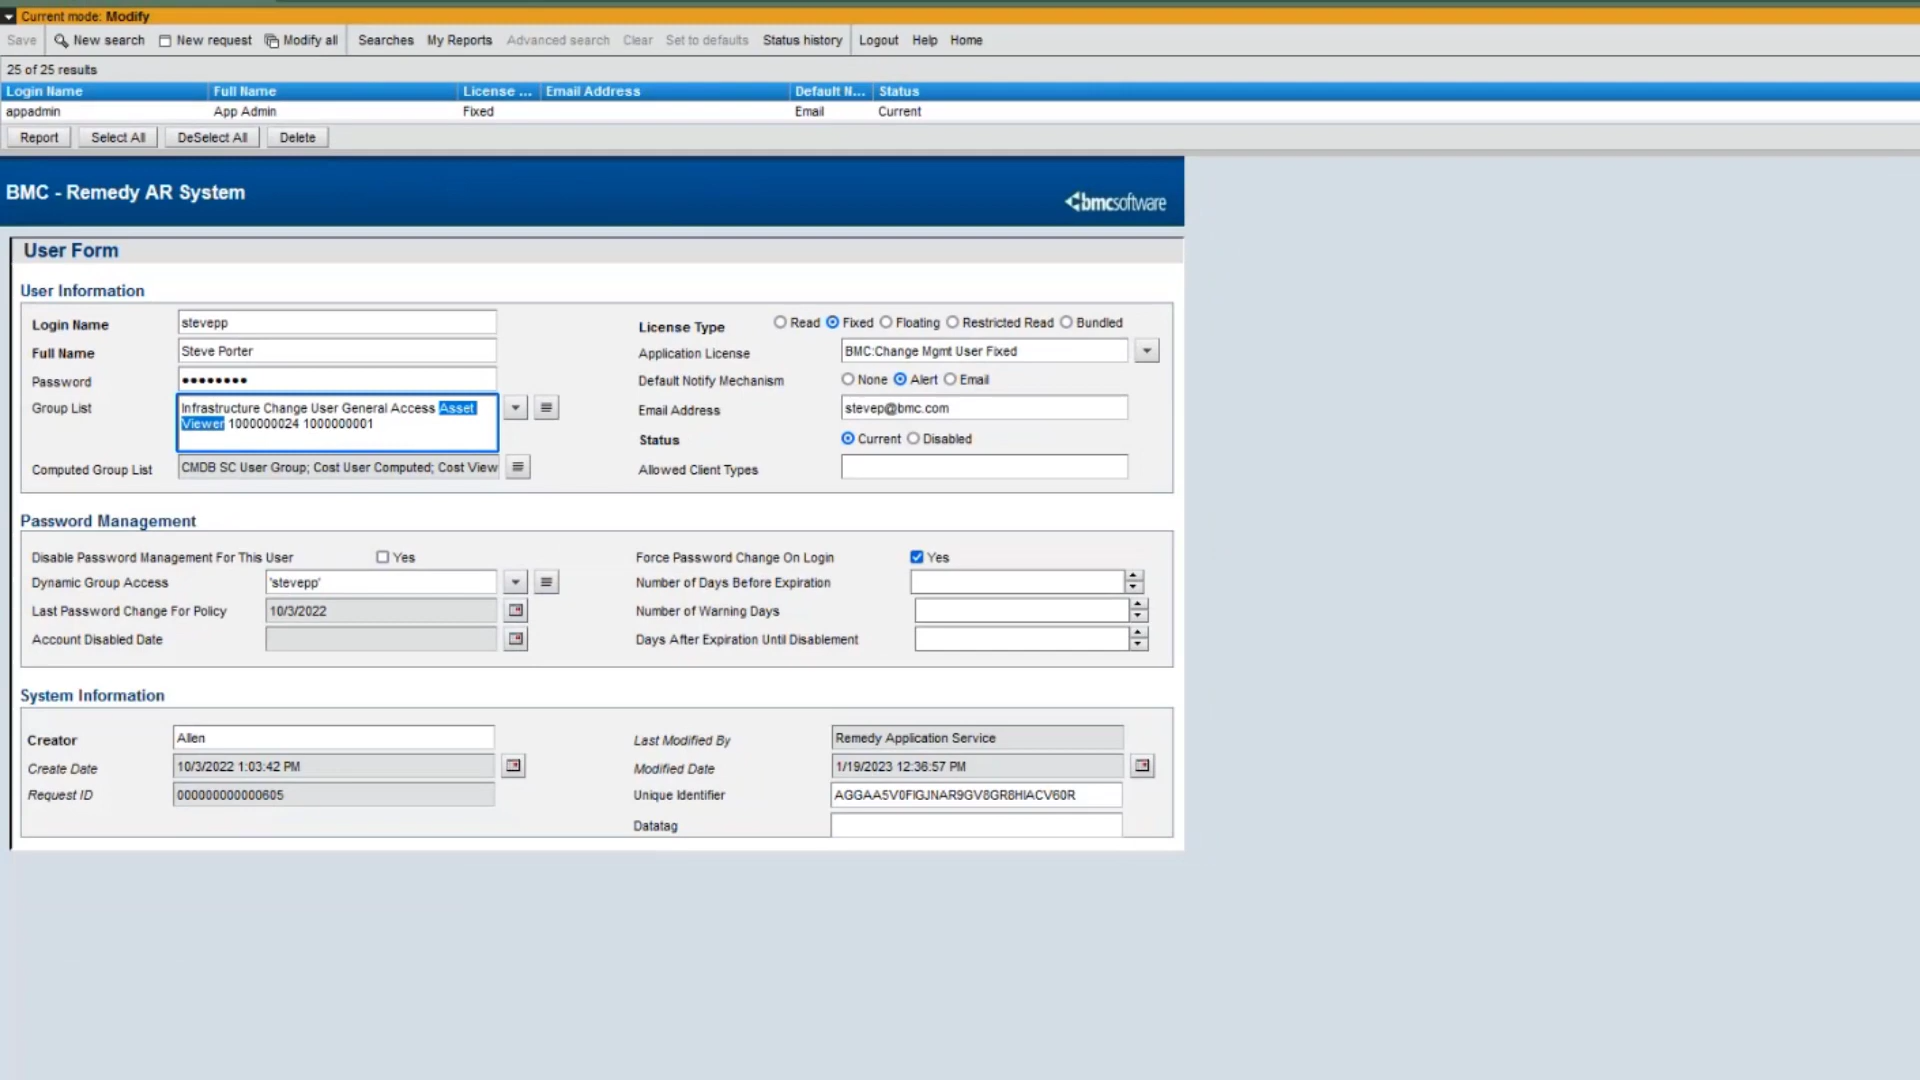 Current mode: Modify
Save New search New request Modify all Searches My Reports Advanced search Clear Set to defaults Status history Logout Help Home
25 of 25 results
Login Name Full Name License ... Email Address Default N... Status
appadmin App Admin Fixed Email Current
Report Select All DeSelect All Delete
BMC - Remedy AR System
bmcsoftware
User Form
User Information
Login Name stevepp License Type Read Fixed Floating Restricted Read Bundled
Full Name Steve Porter Application License BMC:Change Mgmt User Fixed
Password •••••••• Default Notify Mechanism None Alert Email
Group List Infrastructure Change User General Access Asset Email Address stevep@bmc.com
Viewer 1000000024 1000000001
Status Current Disabled
Computed Group List CMDB SC User Group; Cost User Computed; Cost View Allowed Client Types
Password Management
Disable Password Management For This User Yes Force Password Change On Login Yes
Dynamic Group Access 'stevepp' Number of Days Before Expiration
Last Password Change For Policy 10/3/2022 Number of Warning Days
Account Disabled Date Days After Expiration Until Disablement
System Information
Creator Allen Last Modified By Remedy Application Service
Create Date 10/3/2022 1:03:42 PM Modified Date 1/19/2023 12:36:57 PM
Request ID 000000000000605 Unique Identifier
Datatag